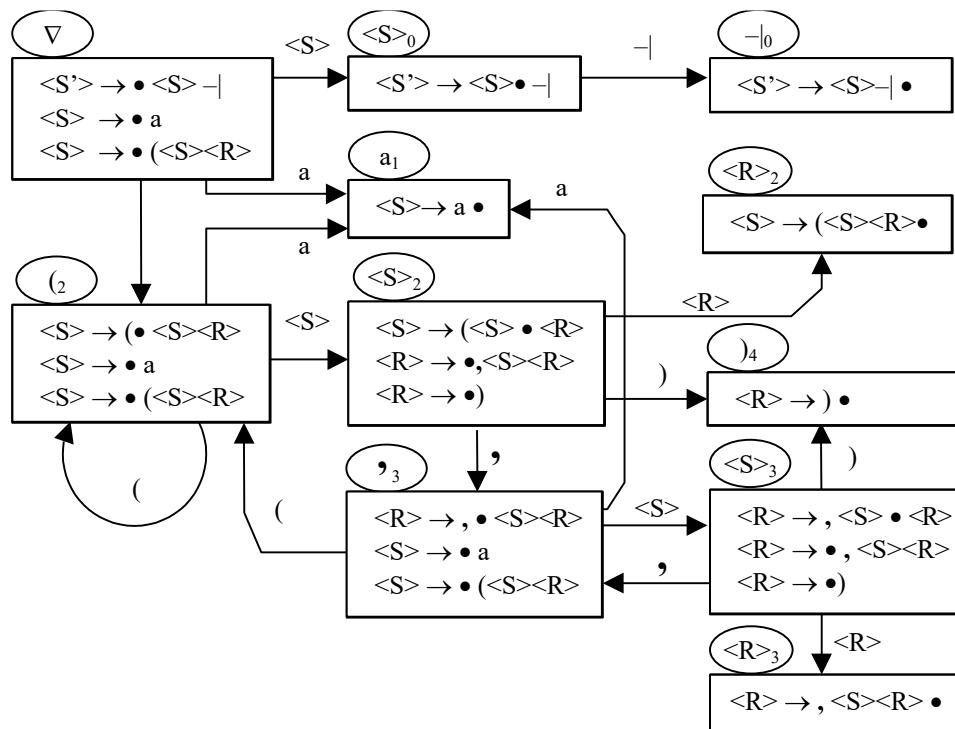 ∇
<S'> → • <S> –|
<S> → • a
<S> → • (<S><R>
<S>
<S>₀
<S'> → <S>• –|
–|
–|₀
<S'> → <S>–| •
a
a₁
<S>→ a •
a
a
<R>₂
<S> → (<S><R>•
(₂
<S> → (• <S><R>
<S> → • a
<S> → • (<S><R>
(
<S>
<S>₂
<S> → (<S> • <R>
<R> → •,<S><R>
<R> → •)
<R>
)
)₄
<R> → ) •
,
,₃
<R> → , • <S><R>
<S> → • a
<S> → • (<S><R>
(
<S>
,
)
<S>₃
<R> → , <S> • <R>
<R> → • , <S><R>
<R> → •)
<R>
<R>₃
<R> → , <S><R> •